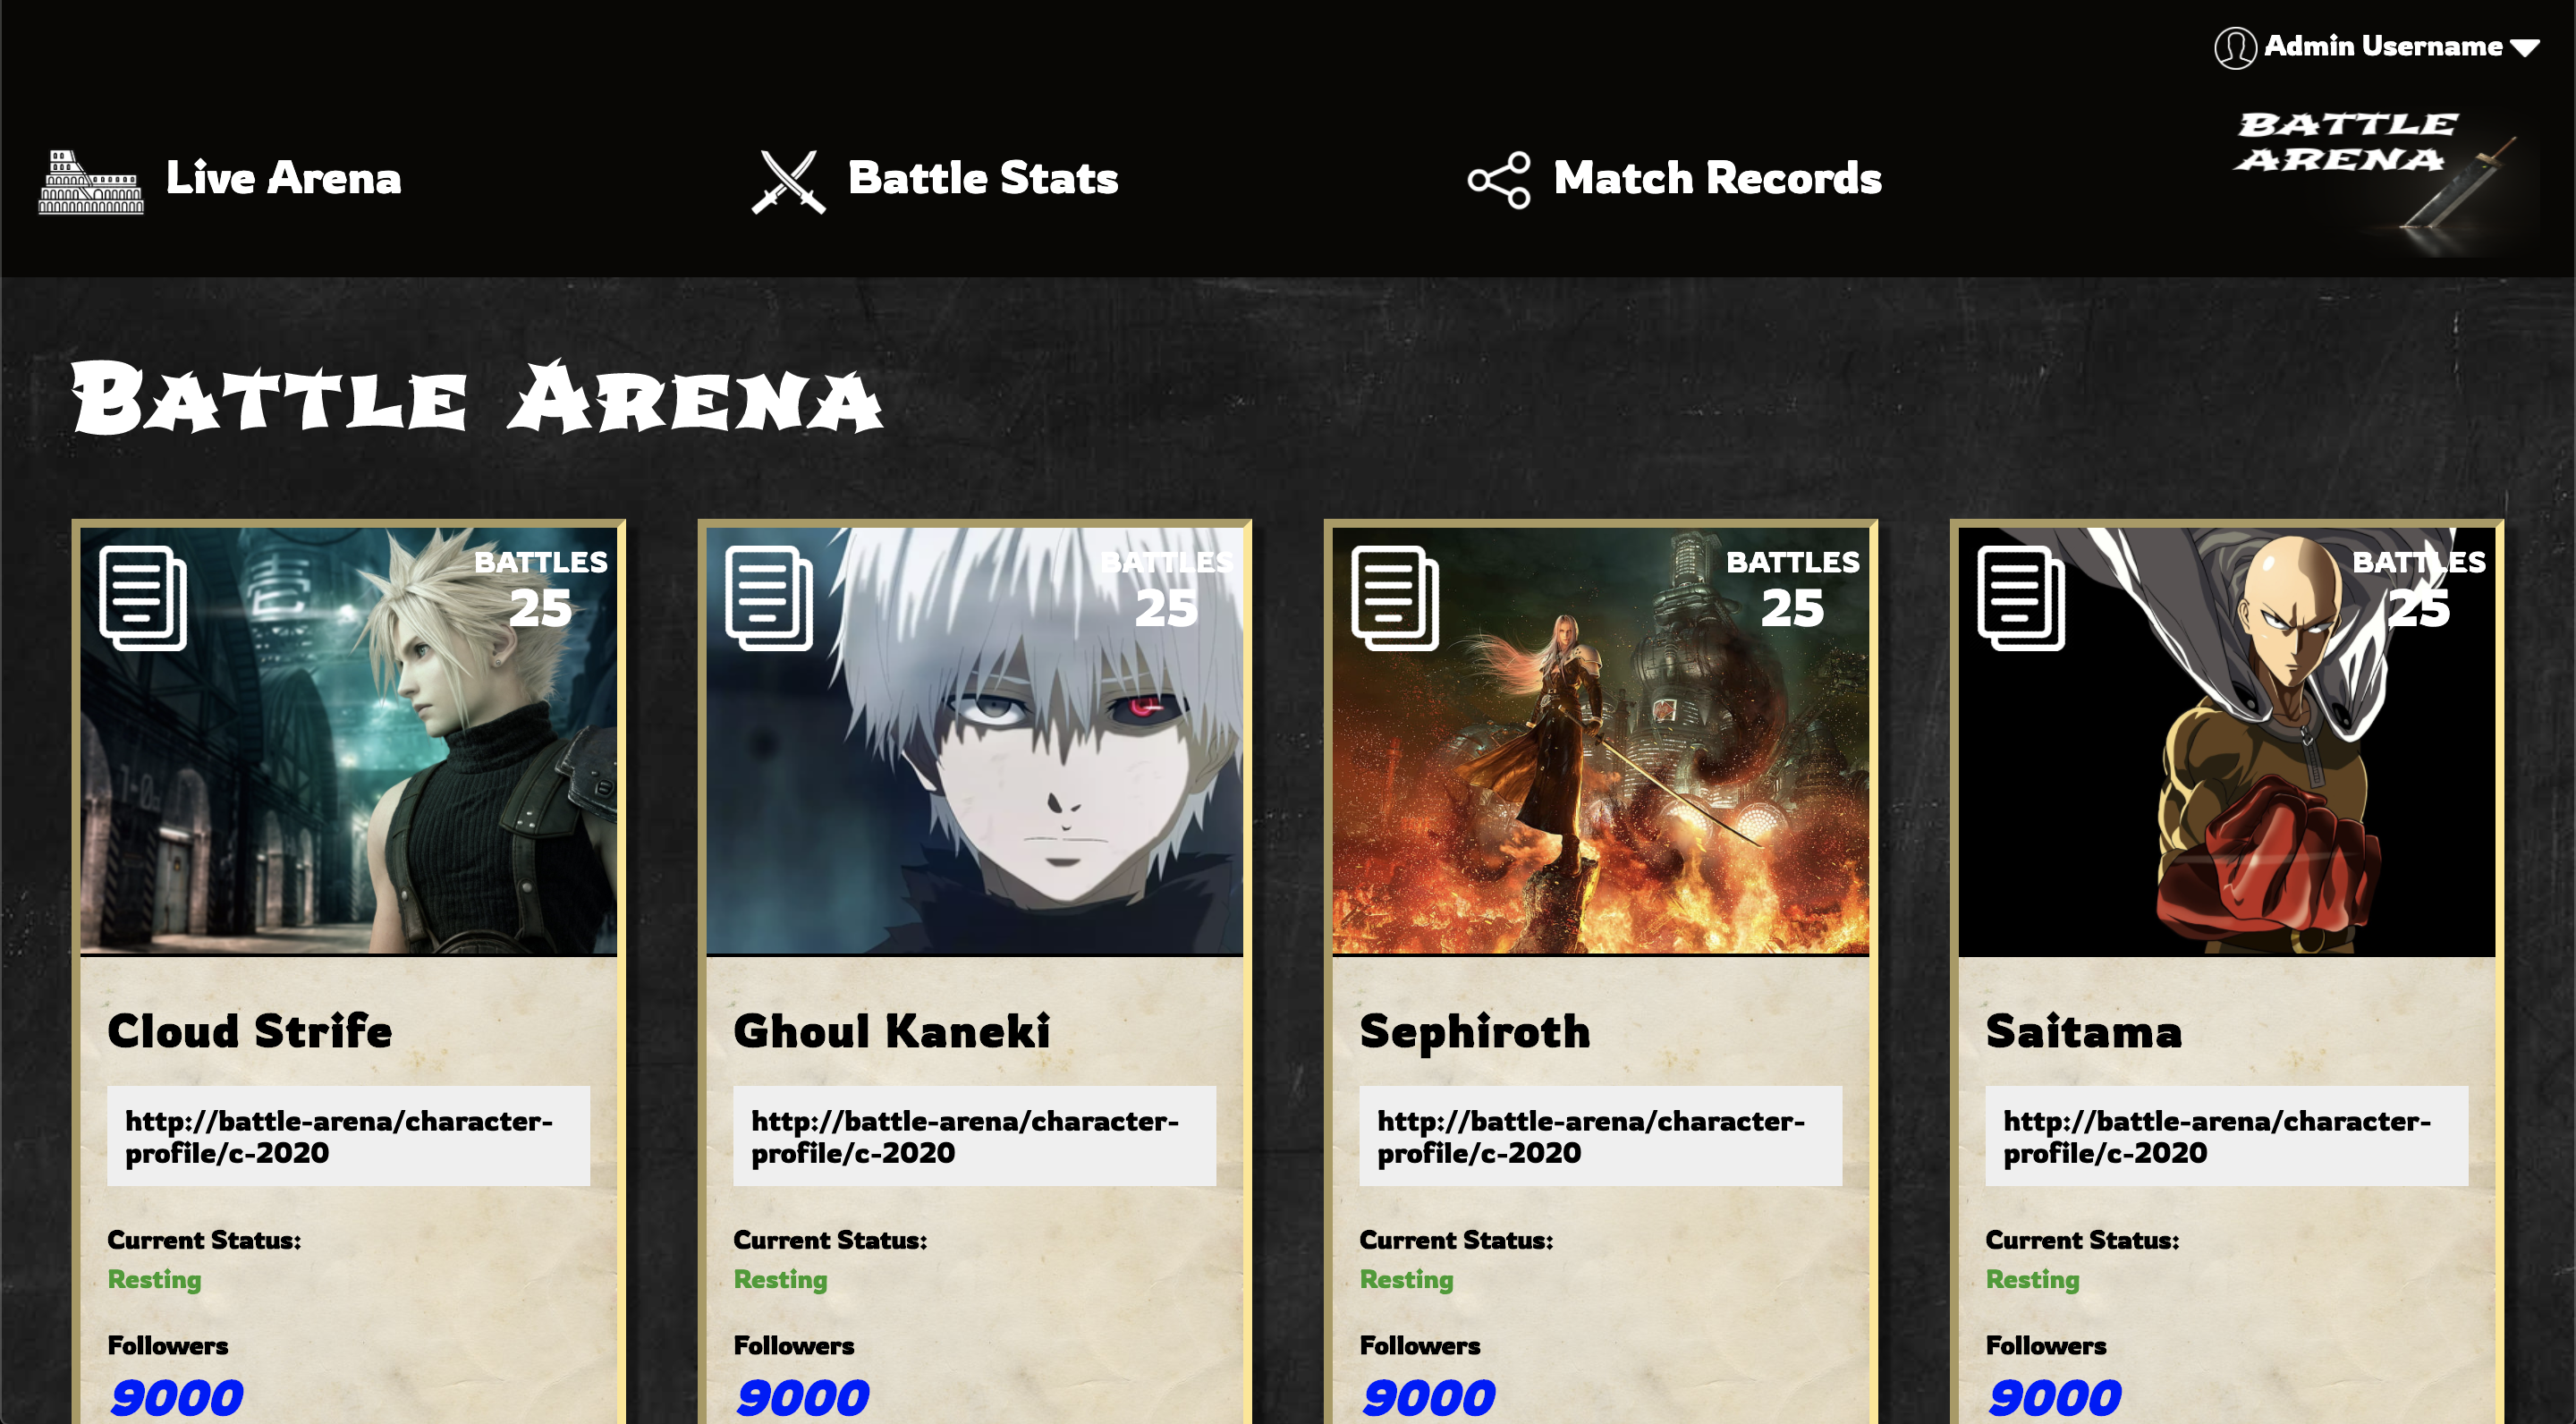 Admin Username
Live Arena
Battle Stats
Match Records
BATTLE
ARENA
BATTLE ARENA
BATTLES
25
Cloud Strife
http://battle-arena/character-
profile/c-2020
Current Status:
Resting
Followers
9000
BATTLES
25
Ghoul Kaneki
http://battle-arena/character-
profile/c-2020
Current Status:
Resting
Followers
9000
BATTLES
25
Sephiroth
http://battle-arena/character-
profile/c-2020
Current Status:
Resting
Followers
9000
BATTLES
25
Saitama
http://battle-arena/character-
profile/c-2020
Current Status:
Resting
Followers
9000